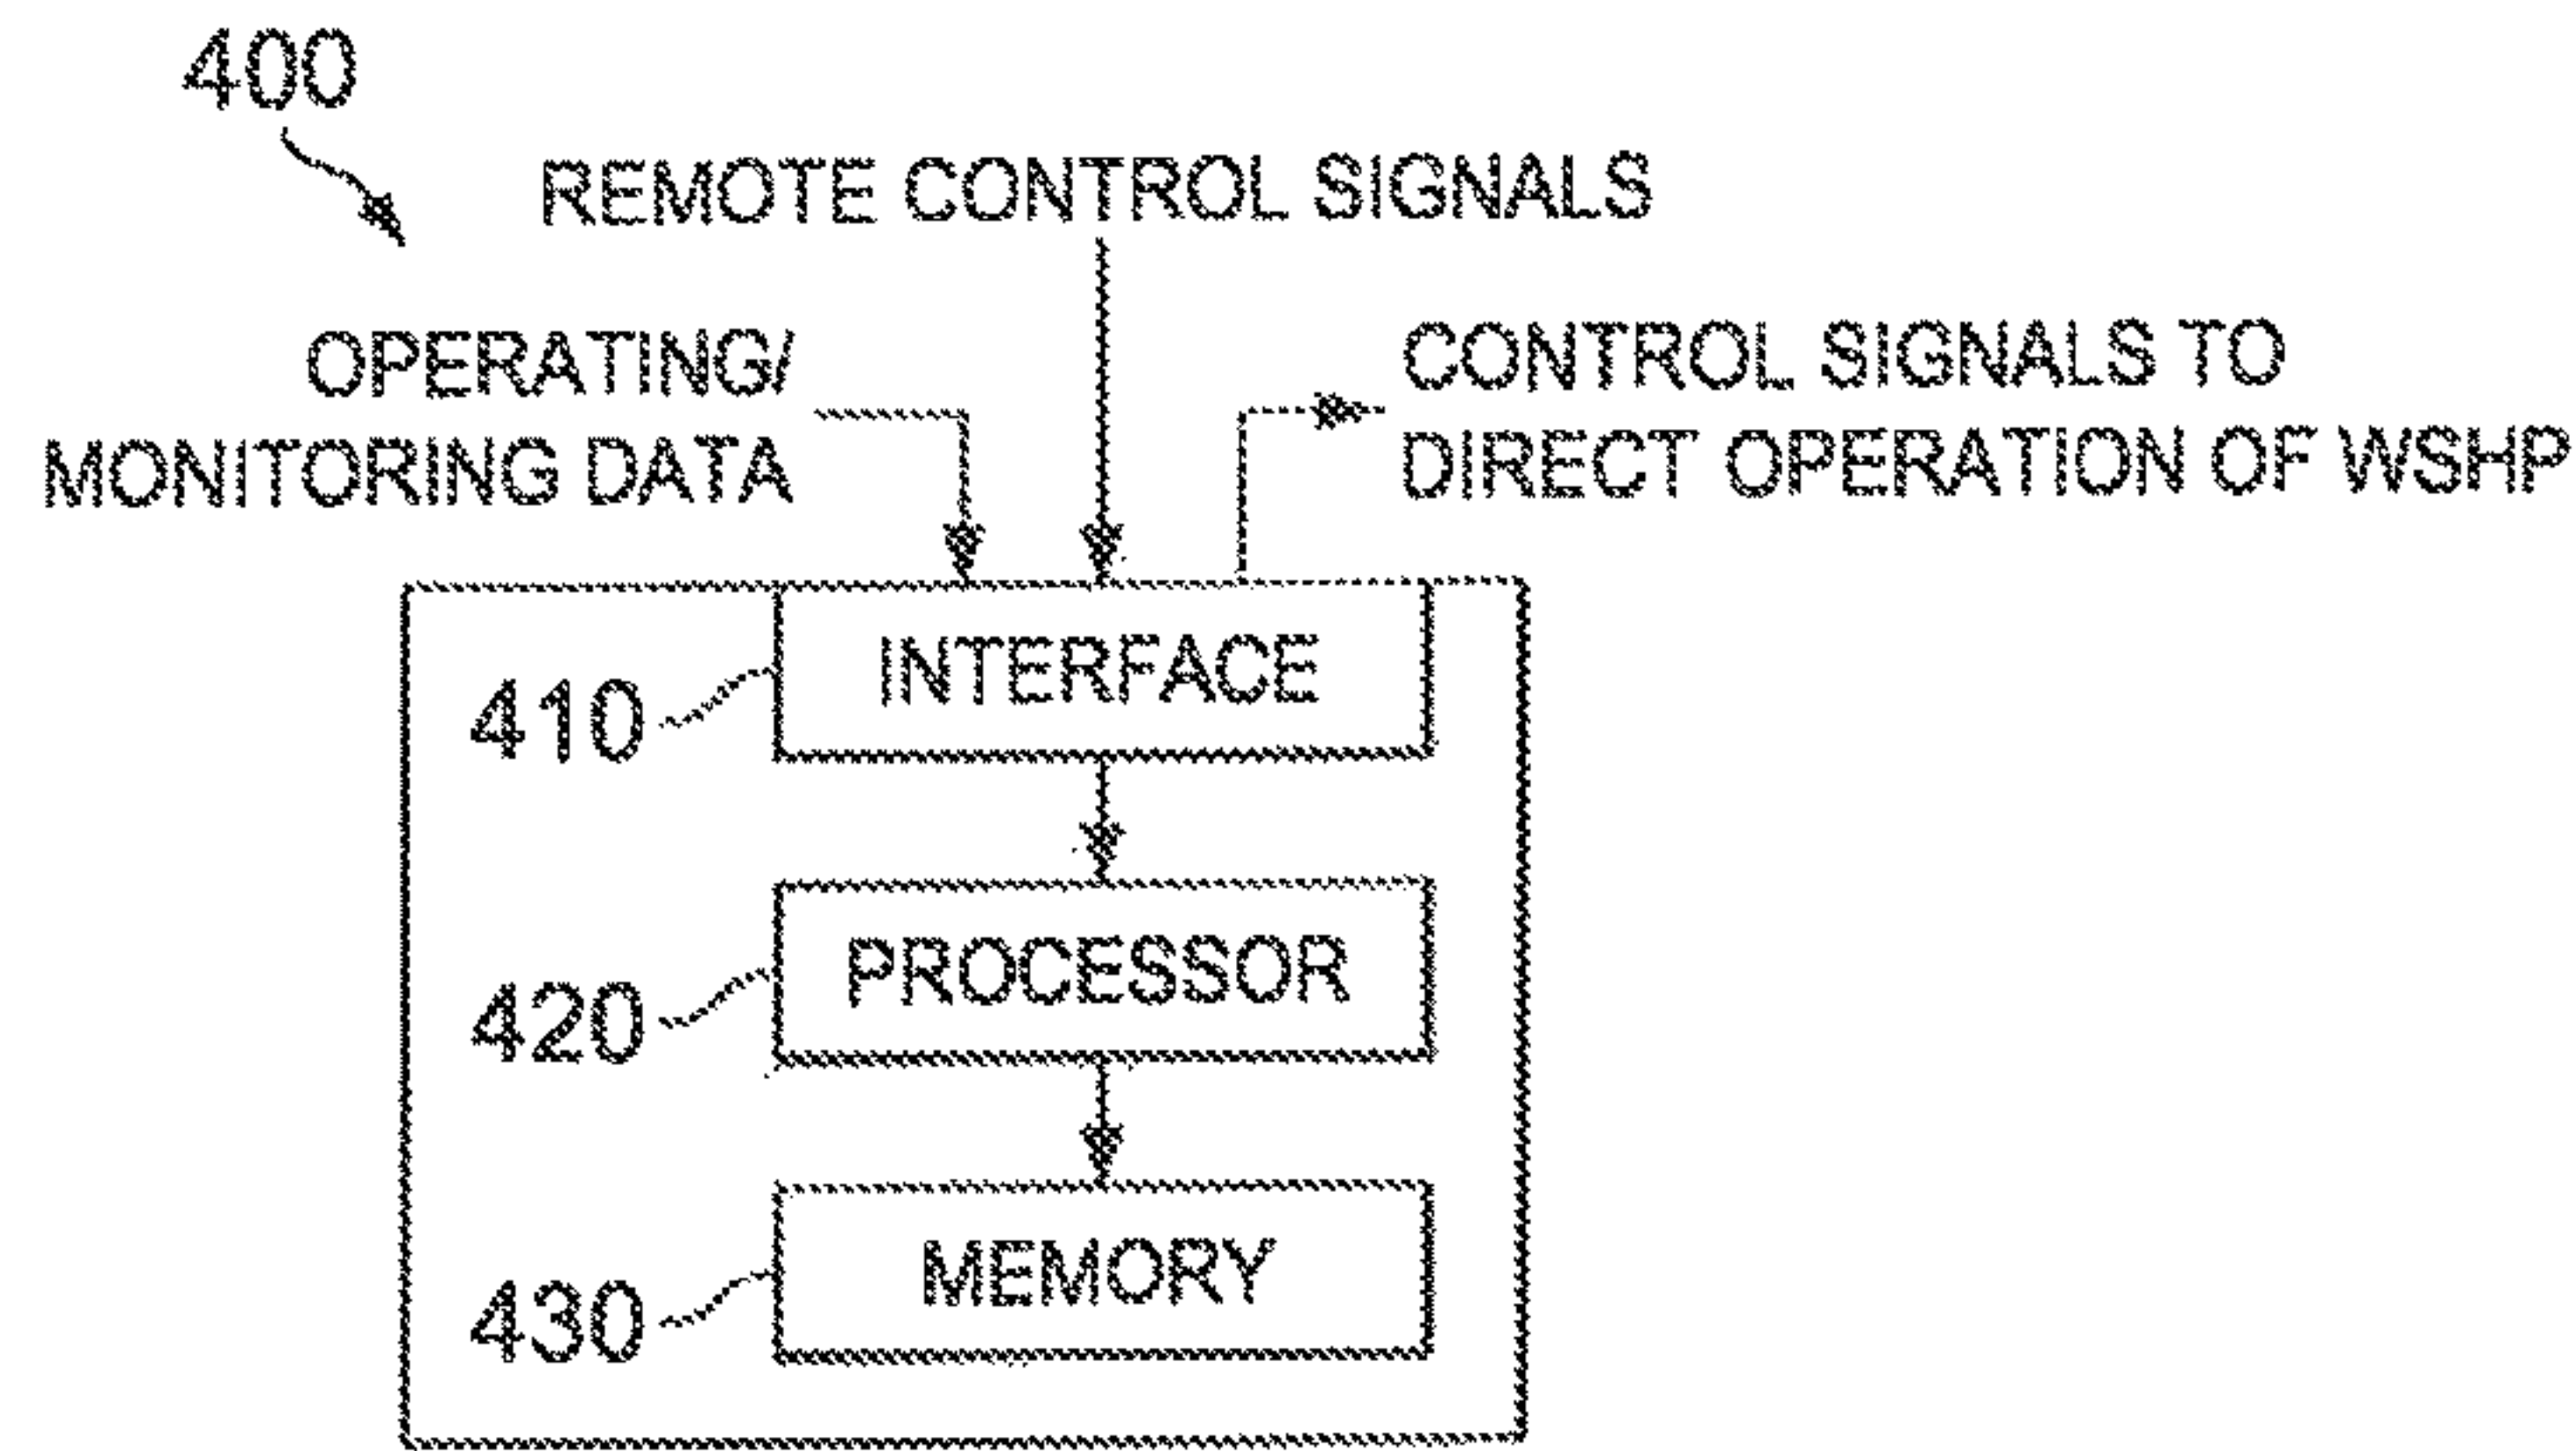 400
REMOTE CONTROL SIGNALS
OPERATING/
MONITORING DATA
CONTROL SIGNALS TO
DIRECT OPERATION OF WSHP
INTERFACE
410
PROCESSOR
420
MEMORY
430